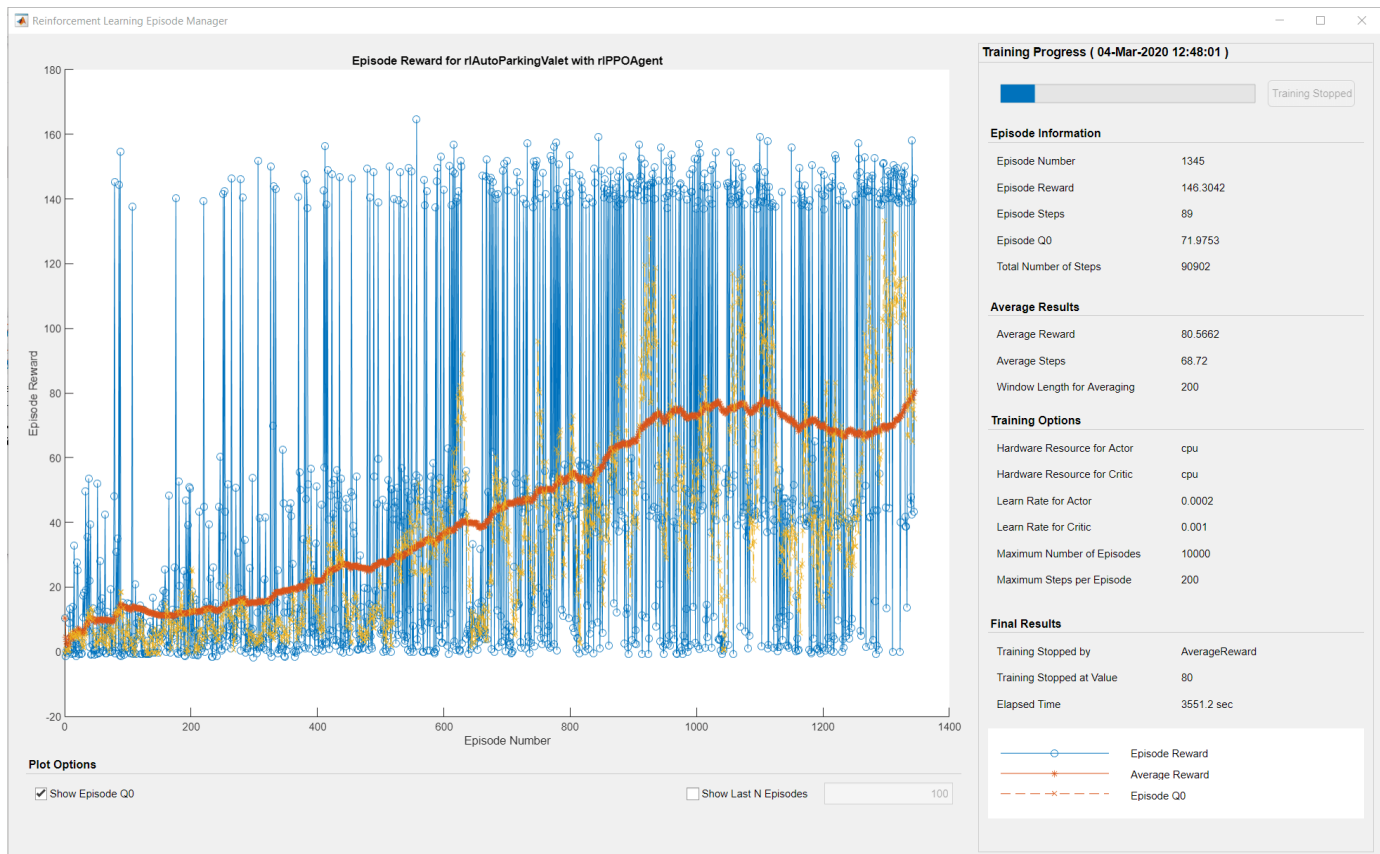 Reinforcement Learning Episode Manager
Episode Reward for rlAutoParkingValet with rlPPOAgent
180
160
140
120
100
80
60
40
20
0
-20
Episode Reward
0 200 400 600 800 1000 1200 1400
Episode Number
Plot Options
Show Episode Q0
Show Last N Episodes 100
Training Progress ( 04-Mar-2020 12:48:01 )
Training Stopped
Episode Information
Episode Number 1345
Episode Reward 146.3042
Episode Steps 89
Episode Q0 71.9753
Total Number of Steps 90902
Average Results
Average Reward 80.5662
Average Steps 68.72
Window Length for Averaging 200
Training Options
Hardware Resource for Actor cpu
Hardware Resource for Critic cpu
Learn Rate for Actor 0.0002
Learn Rate for Critic 0.001
Maximum Number of Episodes 10000
Maximum Steps per Episode 200
Final Results
Training Stopped by AverageReward
Training Stopped at Value 80
Elapsed Time 3551.2 sec
Episode Reward
Average Reward
Episode Q0